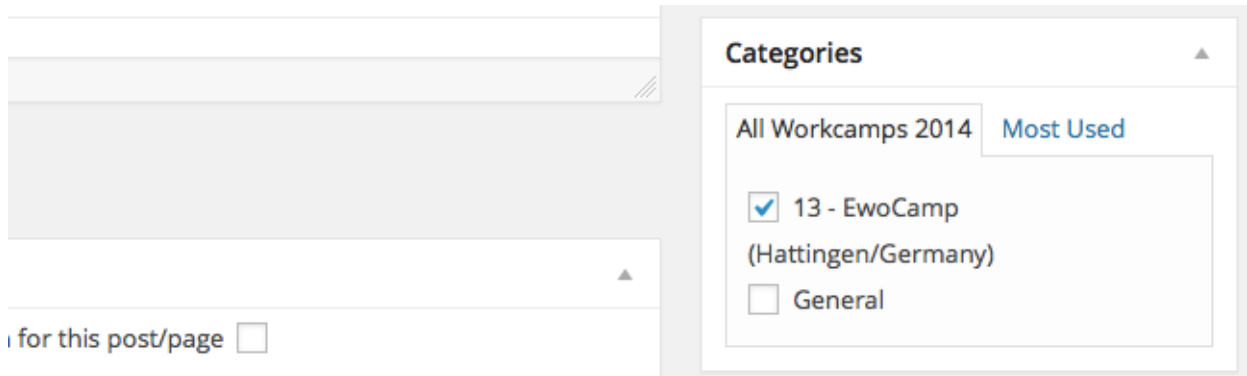 Categories
All Workcamps 2014 Most Used
13 - EwoCamp
(Hattingen/Germany)
General
for this post/page